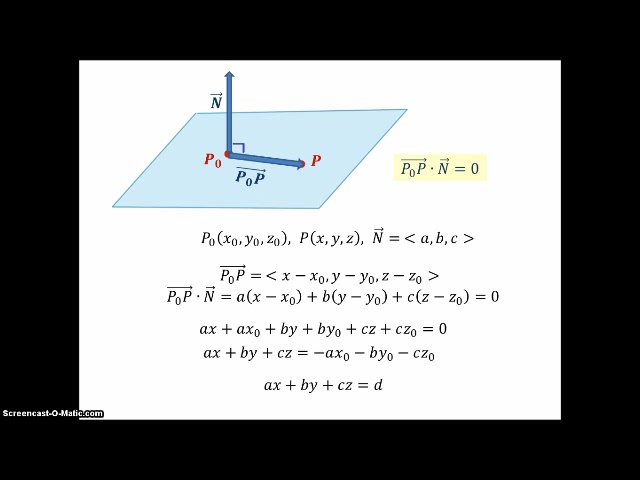 N⃗
P₀
P₀P⃗
P
P₀P⃗ · N⃗ = 0
P₀(x₀, y₀, z₀), P(x, y, z), N⃗ = < a, b, c >
P₀P⃗ = < x − x₀, y − y₀, z − z₀ >
P₀P⃗ · N⃗ = a(x − x₀) + b(y − y₀) + c(z − z₀) = 0
ax + ax₀ + by + by₀ + cz + cz₀ = 0
ax + by + cz = −ax₀ − by₀ − cz₀
ax + by + cz = d
Screencast-O-Matic.com